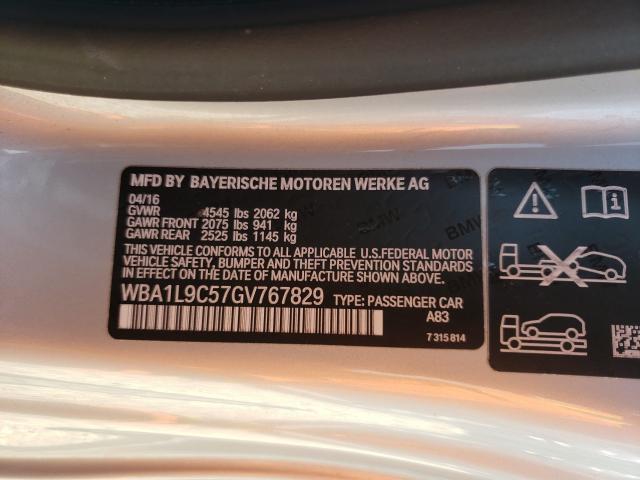 MFD BY BAYERISCHE MOTOREN WERKE AG
04/16
GVWR 4545 lbs 2062 kg
GAWR FRONT 2075 lbs 941 kg
GAWR REAR 2525 lbs 1145 kg
THIS VEHICLE CONFORMS TO ALL APPLICABLE U.S.FEDERAL MOTOR
VEHICLE SAFETY, BUMPER AND THEFT PREVENTION STANDARDS IN
EFFECT ON THE DATE OF MANUFACTURE SHOWN ABOVE.
WBA1L9C57GV767829 TYPE: PASSENGER CAR
A83
7 315 814